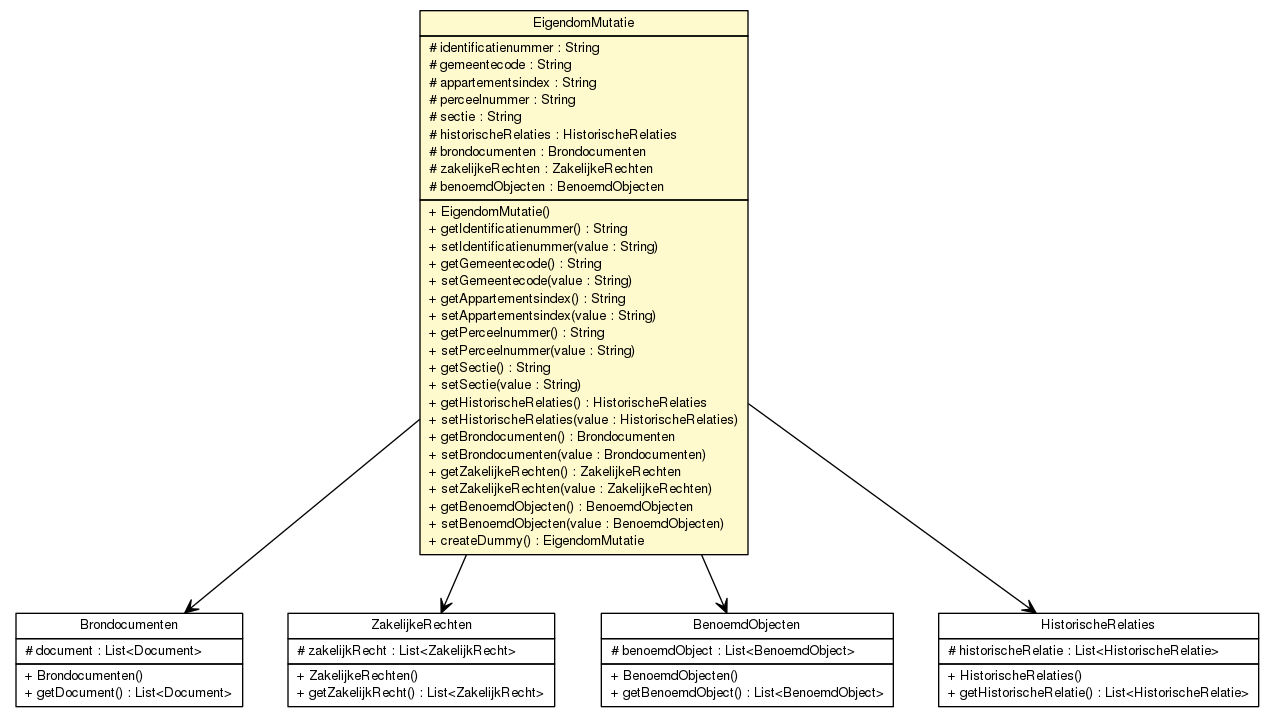 EigendomMutatie
# identificatienummer : String
# gemeentecode : String
# appartementsindex : String
# perceelnummer : String
# sectie : String
# historischeRelaties : HistorischeRelaties
# brondocumenten : Brondocumenten
# zakelijkeRechten : ZakelijkeRechten
# benoemdObjecten : BenoemdObjecten
+ EigendomMutatie()
+ getIdentificatienummer() : String
+ setIdentificatienummer(value : String)
+ getGemeentecode() : String
+ setGemeentecode(value : String)
+ getAppartementsindex() : String
+ setAppartementsindex(value : String)
+ getPerceelnummer() : String
+ setPerceelnummer(value : String)
+ getSectie() : String
+ setSectie(value : String)
+ getHistorischeRelaties() : HistorischeRelaties
+ setHistorischeRelaties(value : HistorischeRelaties)
+ getBrondocumenten() : Brondocumenten
+ setBrondocumenten(value : Brondocumenten)
+ getZakelijkeRechten() : ZakelijkeRechten
+ setZakelijkeRechten(value : ZakelijkeRechten)
+ getBenoemdObjecten() : BenoemdObjecten
+ setBenoemdObjecten(value : BenoemdObjecten)
+ createDummy() : EigendomMutatie
Brondocumenten
# document : List<Document>
+ Brondocumenten()
+ getDocument() : List<Document>
ZakelijkeRechten
# zakelijkRecht : List<ZakelijkRecht>
+ ZakelijkeRechten()
+ getZakelijkRecht() : List<ZakelijkRecht>
BenoemdObjecten
# benoemdObject : List<BenoemdObject>
+ BenoemdObjecten()
+ getBenoemdObject() : List<BenoemdObject>
HistorischeRelaties
# historischeRelatie : List<HistorischeRelatie>
+ HistorischeRelaties()
+ getHistorischeRelatie() : List<HistorischeRelatie>